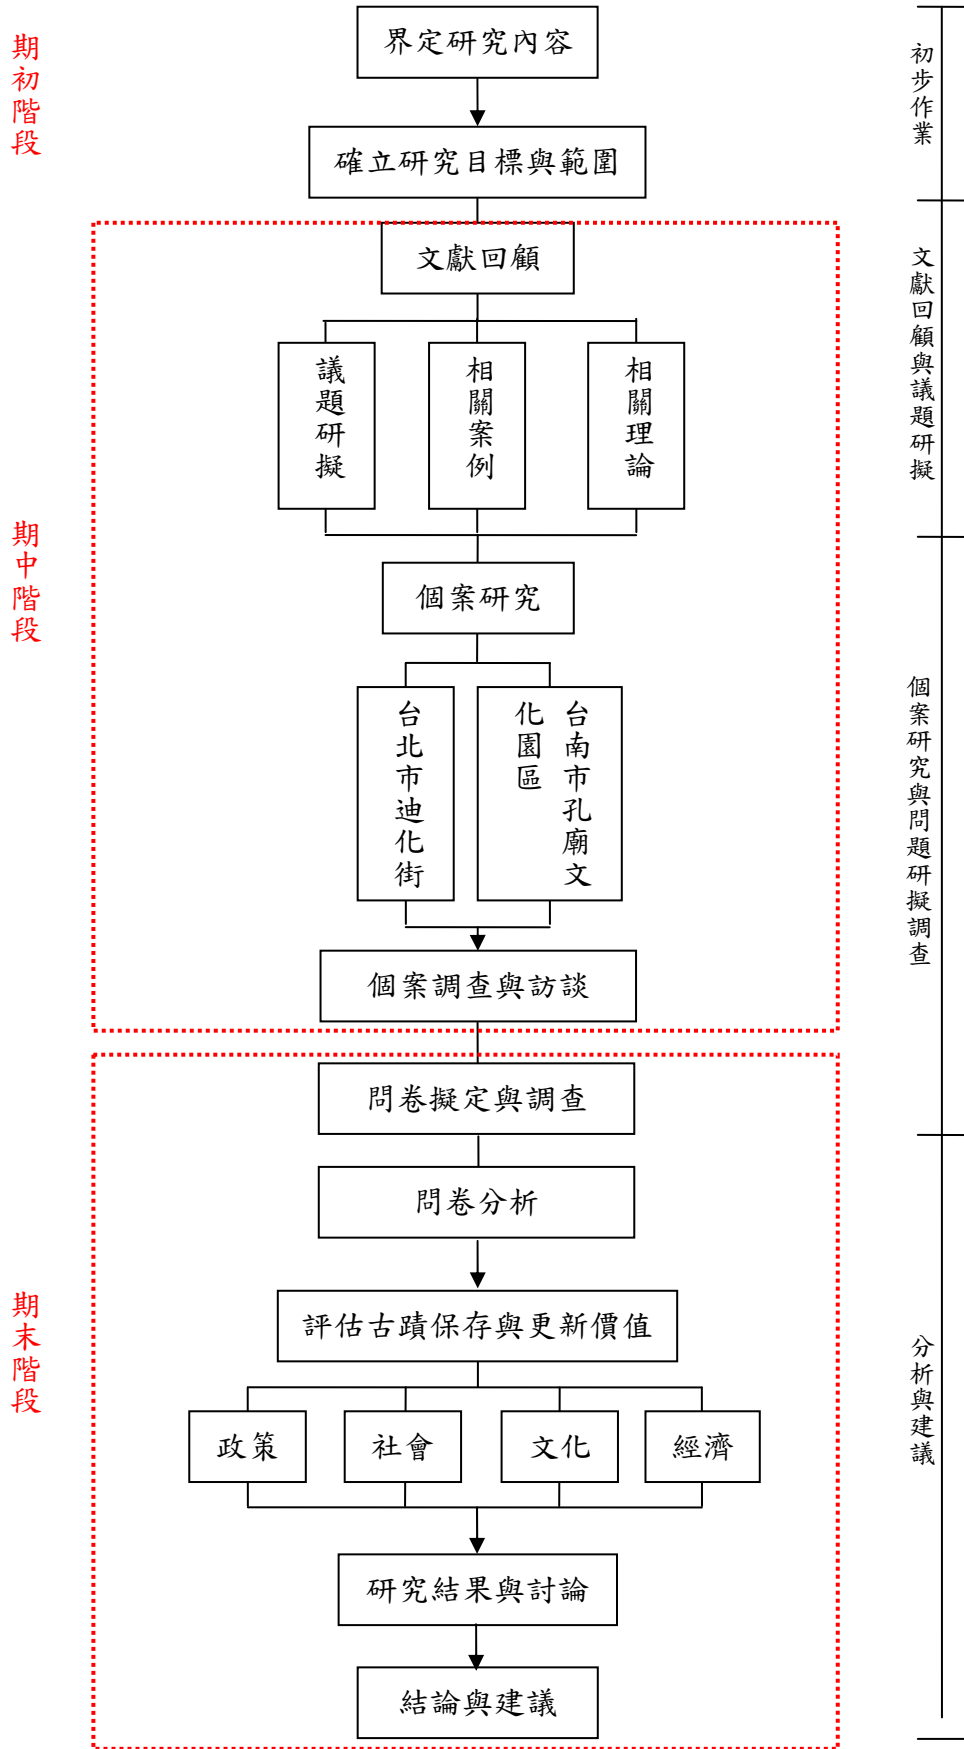 期初階段
界定研究內容
初步作業
確立研究目標與範圍
文獻回顧
文獻回顧與議題研擬
議題研擬
相關案例
相關理論
期中階段
個案研究
台北市迪化街
台南市孔廟文
化園區
個案研究與問題研擬調查
個案調查與訪談
問卷擬定與調查
問卷分析
期末階段
評估古蹟保存與更新價值
分析與建議
政策
社會
文化
經濟
研究結果與討論
結論與建議